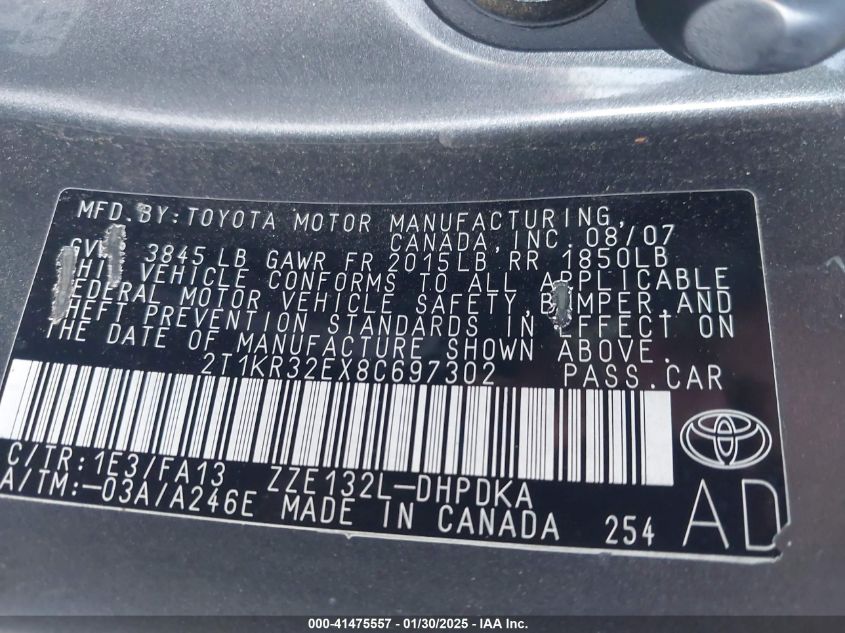 MFD. BY: TOYOTA MOTOR MANUFACTURING,
CANADA, INC. 08/07
3845 LB GAWR FR 2015LB RR 1850LB
VEHICLE CONFORMS TO ALL APPLICABLE
MOTOR VEHICLE SAFETY, AND
PREVENTION STANDARDS IN EFFECT ON
THE DATE OF MANUFACTURE SHOWN ABOVE.
2T1KR32EX8C697302 PASS.CAR
C/TR:1E3/FA13 ZZE132L-DHPDKA
A/TM:-03A/A246E MADE IN CANADA 254 AD
000-41475557 - 01/30/2025 - IAA Inc.